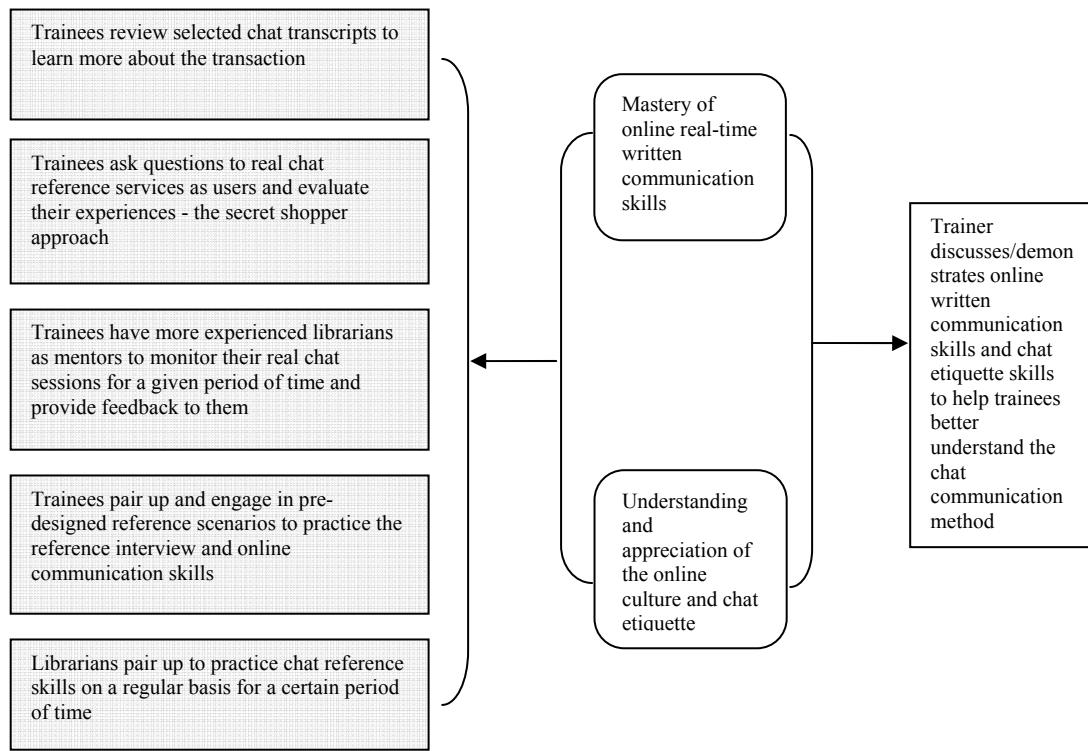 Trainees review selected chat transcripts to
learn more about the transaction
Trainees ask questions to real chat
reference services as users and evaluate
their experiences - the secret shopper
approach
Trainees have more experienced librarians
as mentors to monitor their real chat
sessions for a given period of time and
provide feedback to them
Trainees pair up and engage in pre-
designed reference scenarios to practice the
reference interview and online
communication skills
Librarians pair up to practice chat reference
skills on a regular basis for a certain period
of time
Mastery of
online real-time
written
communication
skills
Understanding
and
appreciation of
the online
culture and chat
etiquette
Trainer
discusses/demon
strates online
written
communication
skills and chat
etiquette skills
to help trainees
better
understand the
chat
communication
method